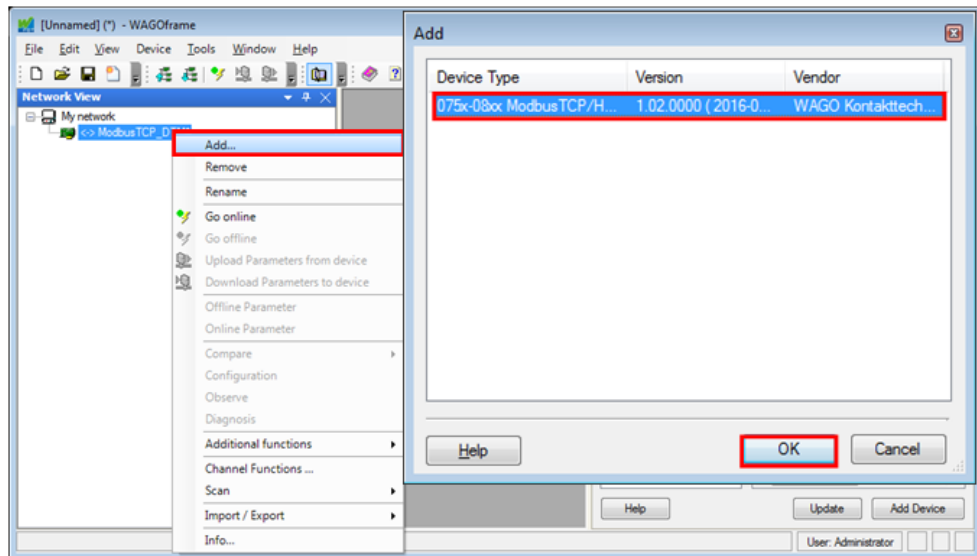 [Unnamed] (*) - WAGOframe
File Edit View Device Tools Window Help
Network View
My network
<-> ModbusTCP_DTM
Add...
Remove
Rename
Go online
Go offline
Upload Parameters from device
Download Parameters to device
Offline Parameter
Online Parameter
Compare
Configuration
Observe
Diagnosis
Additional functions
Channel Functions ...
Scan
Import / Export
Info...
Add
Device Type Version Vendor
075x-08xx ModbusTCP/H... 1.02.0000 ( 2016-0... WAGO Kontakttech...
Help OK Cancel
Help Update Add Device
User: Administrator